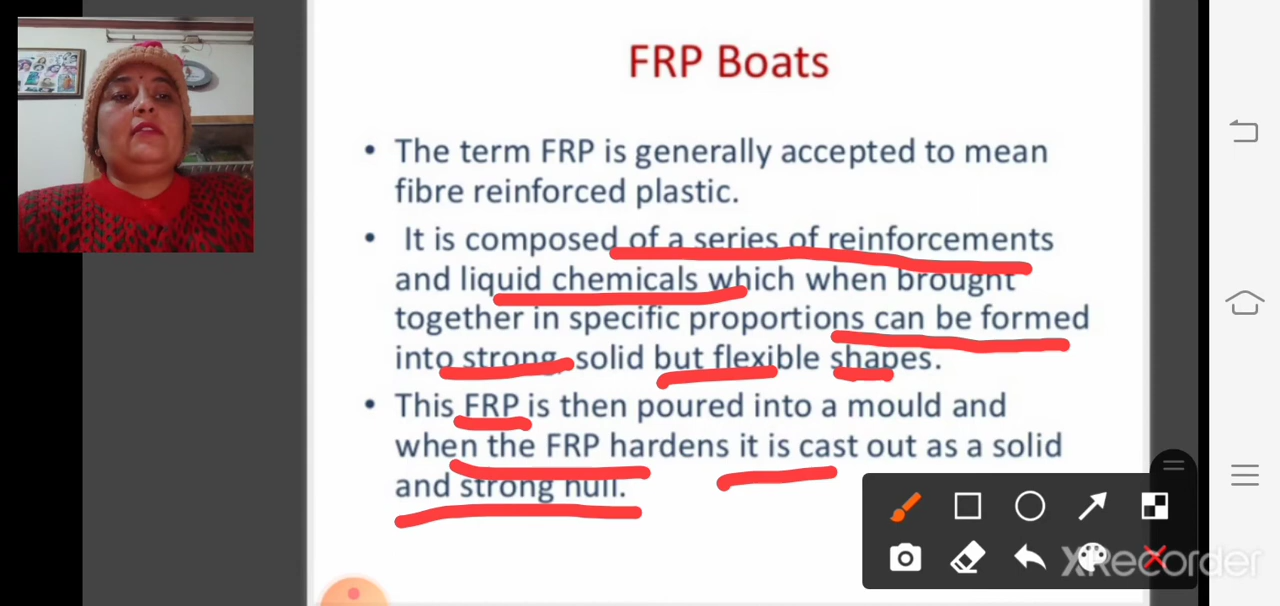 FRP Boats
• The term FRP is generally accepted to mean
fibre reinforced plastic.
• It is composed of a series of reinforcements
and liquid chemicals which when brought
together in specific proportions can be formed
into strong, solid but flexible shapes.
• This FRP is then poured into a mould and
when the FRP hardens it is cast out as a solid
and strong hull.
XRecorder